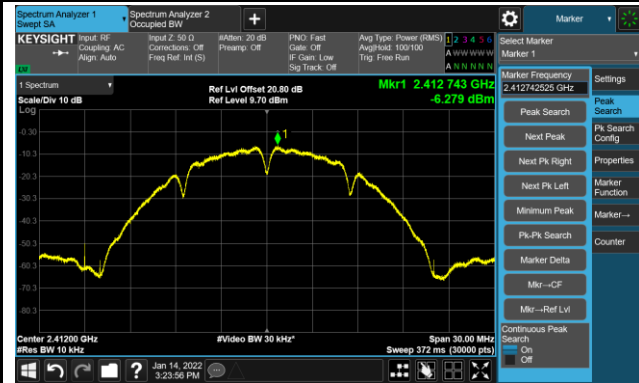 Spectrum Analyzer 1
Swept SA
Spectrum Analyzer 2
Occupied BW
Marker
KEYSIGHT
Input: RF
Coupling: AC
Align: Auto
Input Z: 50 Ω
Corrections: Off
Freq Ref: Int (S)
#Atten: 20 dB
Preamp: Off
PNO: Fast
Gate: Off
IF Gain: Low
Sig Track: Off
Avg Type: Power (RMS)
Avg|Hold: 100/100
Trig: Free Run
1 2 3 4 5 6
A W W W W W
A N N N N N
Select Marker
Marker 1
1 Spectrum
Scale/Div 10 dB
Log
Ref Lvl Offset 20.80 dB
Ref Level 9.70 dBm
Mkr1 2.412 743 GHz
-6.279 dBm
1
-0.30
-10.3
-20.3
-30.3
-40.3
-50.3
-60.3
-70.3
-80.3
Center 2.41200 GHz
#Res BW 10 kHz
#Video BW 30 kHz*
Span 30.00 MHz
Sweep 372 ms (30000 pts)
Marker Frequency
2.412742525 GHz
Peak Search
Next Peak
Next Pk Right
Next Pk Left
Minimum Peak
Pk-Pk Search
Marker Delta
Mkr→CF
Mkr→Ref Lvl
Continuous Peak
Search
On
Off
Settings
Peak
Search
Pk Search
Config
Properties
Marker
Function
Marker→
Counter
?
Jan 14, 2022
3:23:56 PM